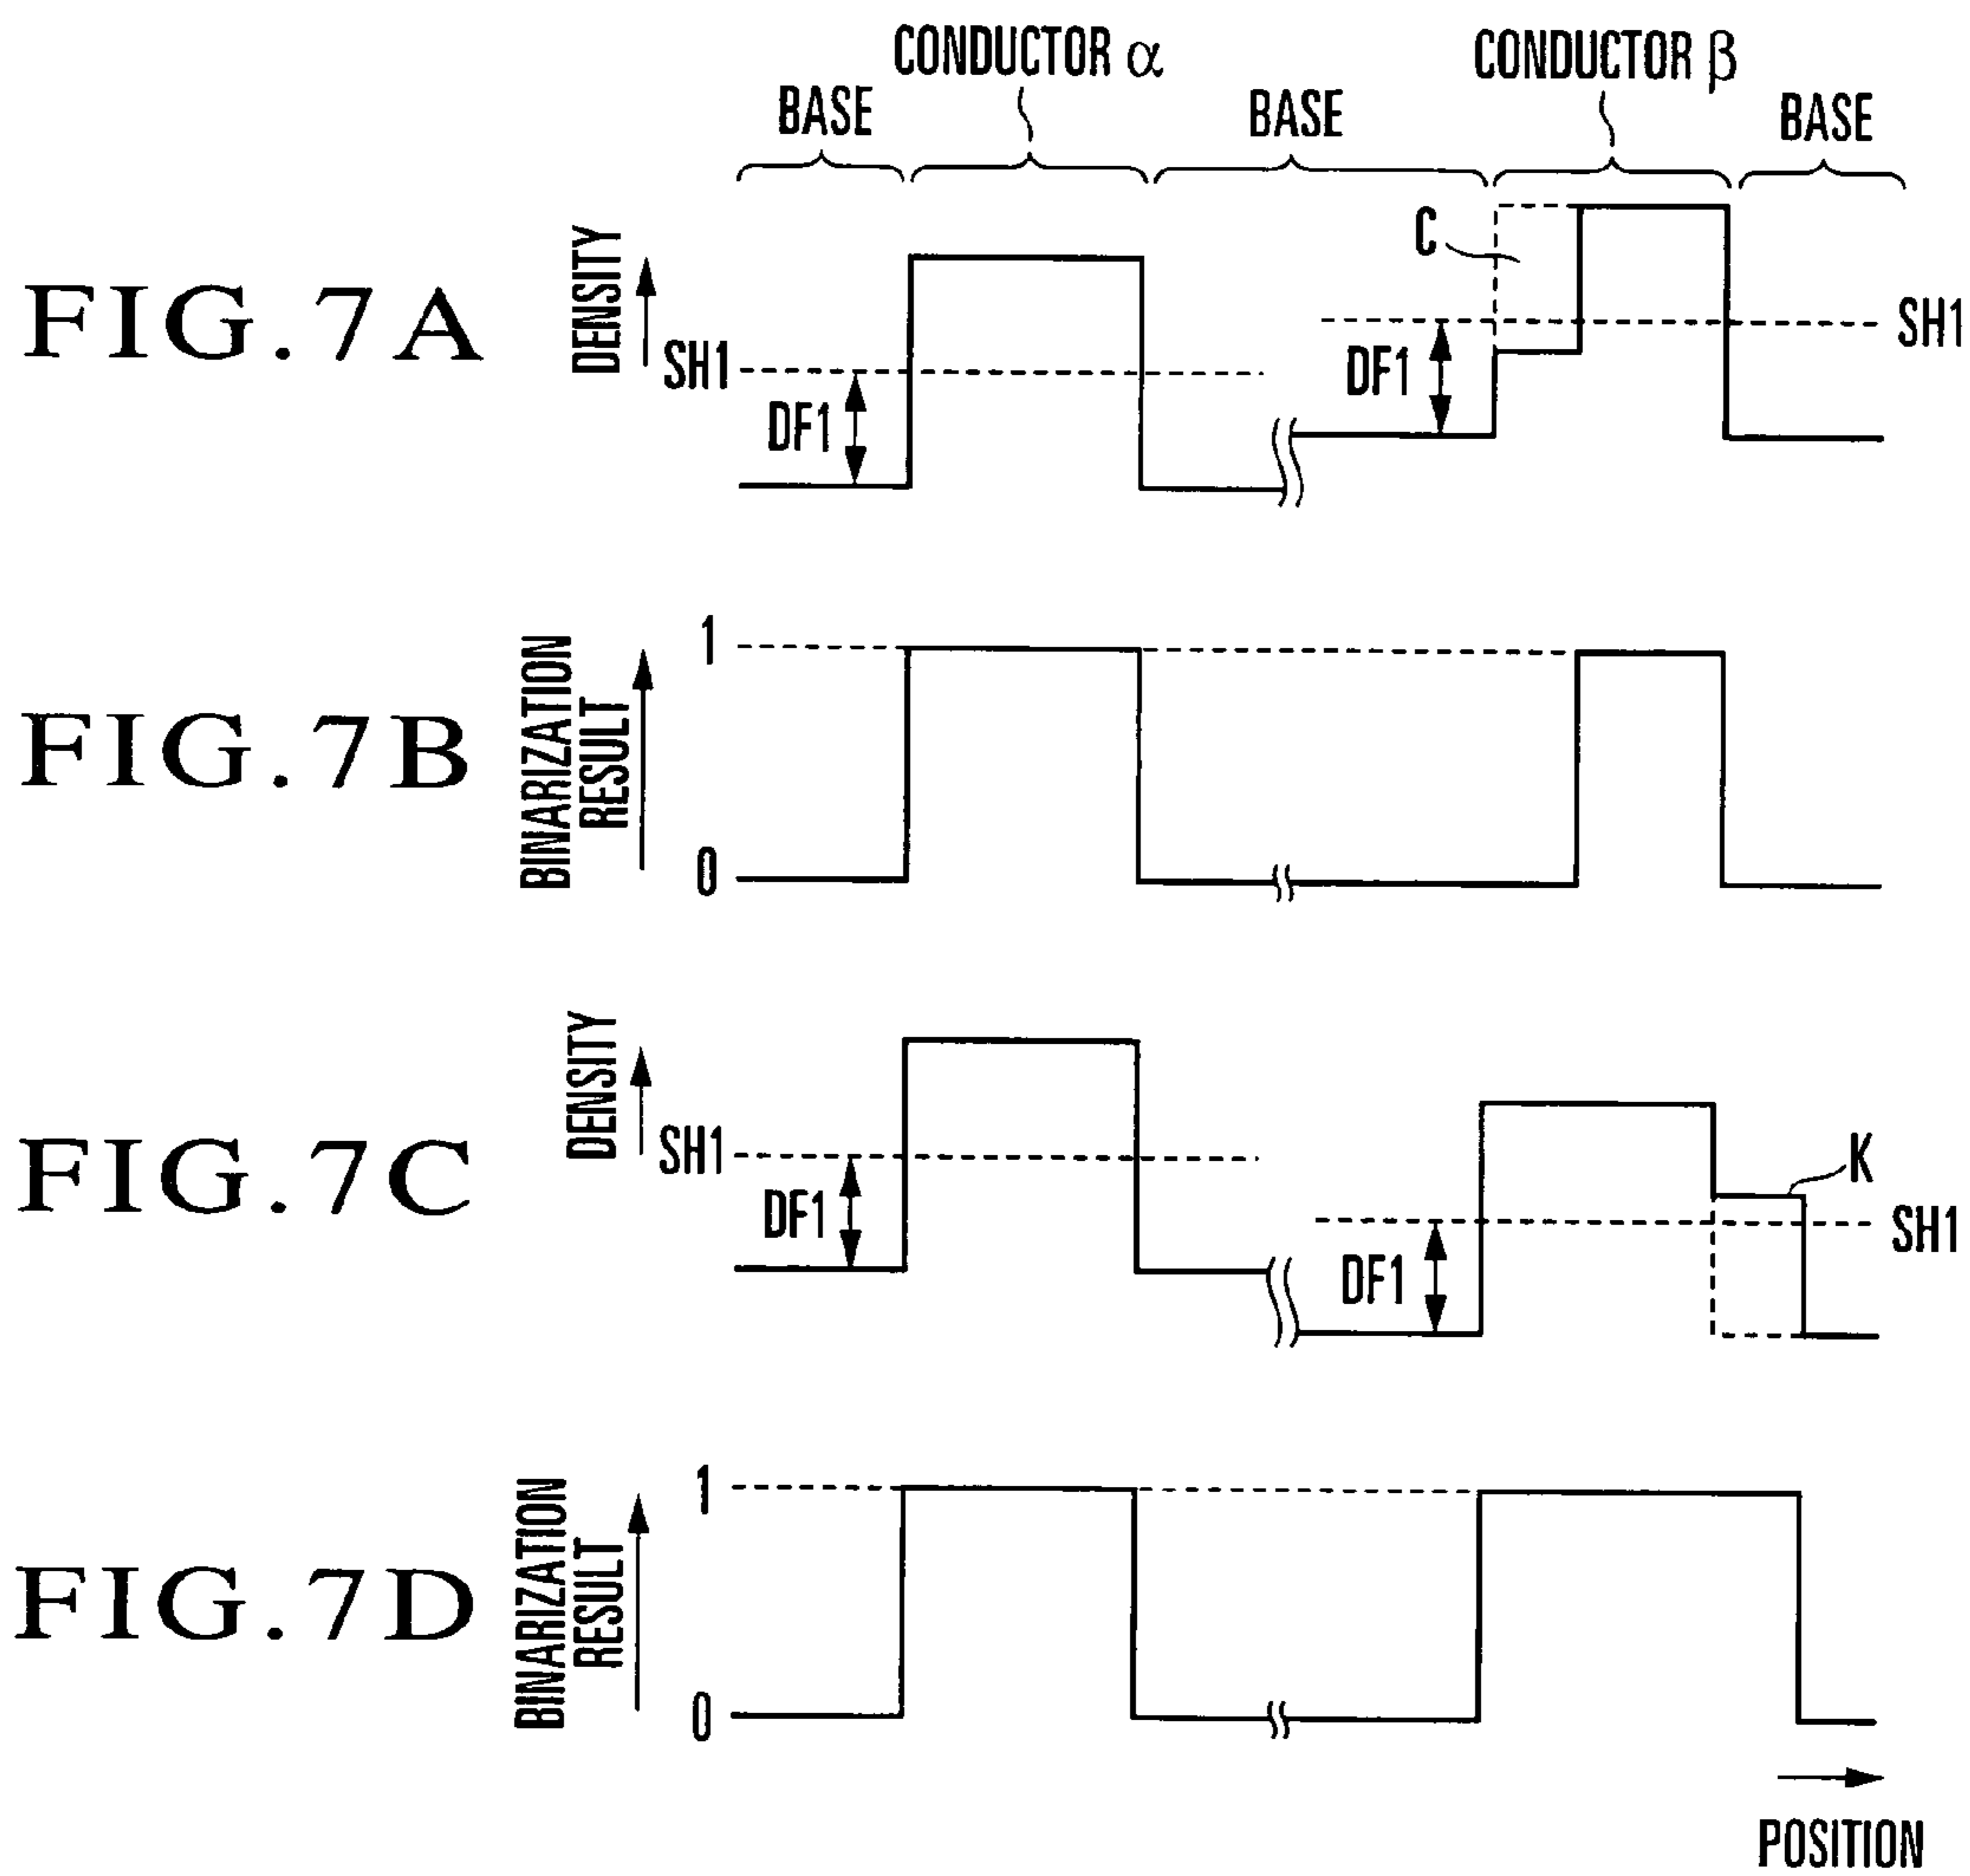 CONDUCTOR α
CONDUCTOR β
BASE
BASE
BASE
FIG. 7A
DENSITY
C
SH1
SH1
DF1
DF1
FIG. 7B
BINARIZATION
RESULT
1
0
FIG. 7C
DENSITY
SH1
DF1
K
SH1
DF1
FIG. 7D
BINARIZATION
RESULT
1
0
POSITION